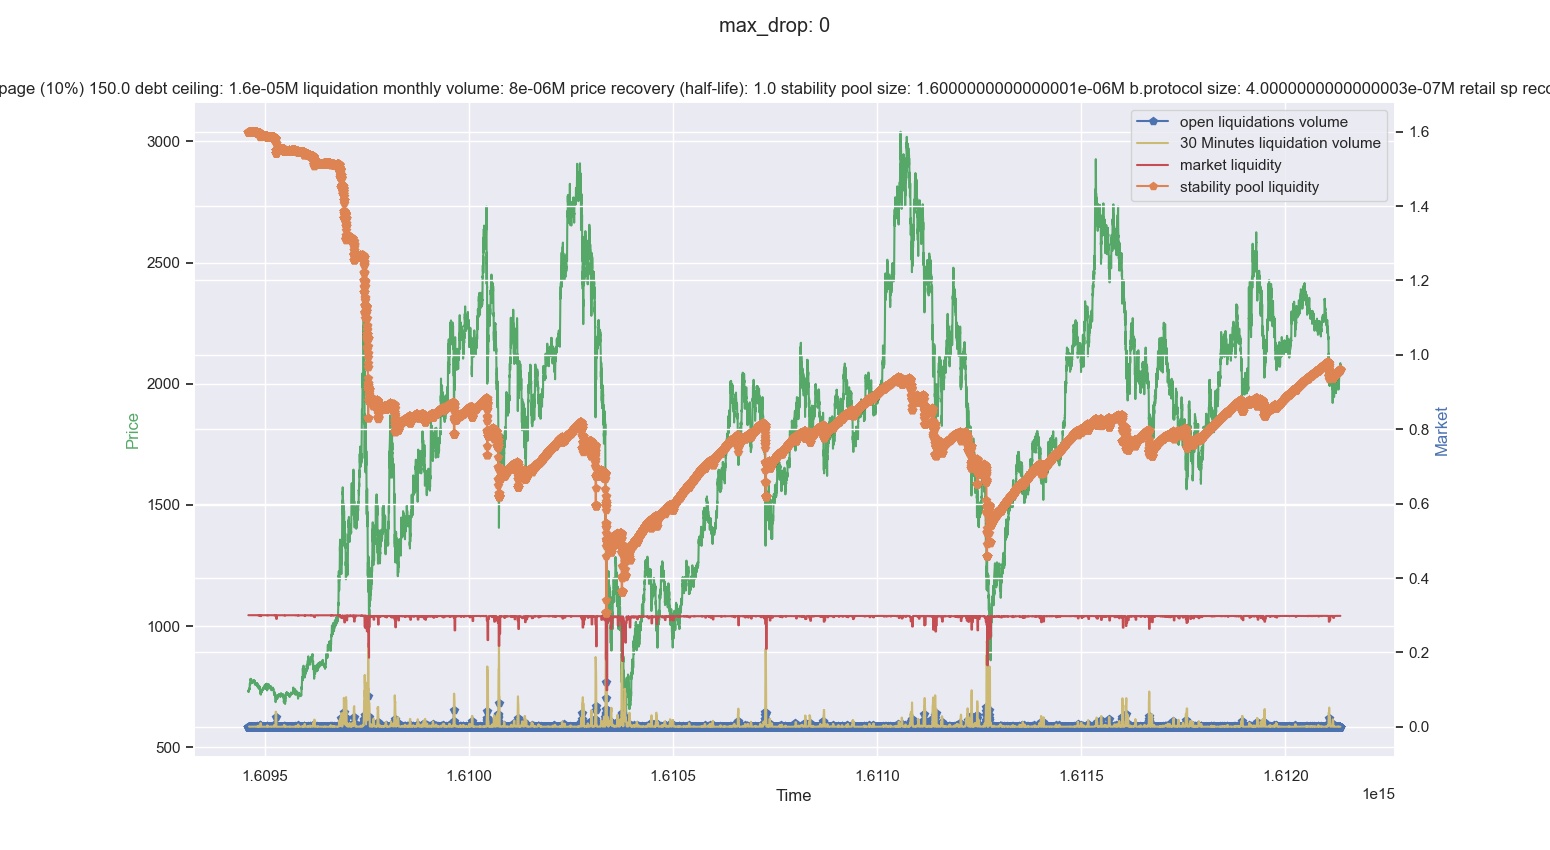 max_drop: 0
page (10%) 150.0 debt ceiling: 1.6e-05M liquidation monthly volume: 8e-06M price recovery (half-life): 1.0 stability pool size: 1.6000000000000001e-06M b.protocol size: 4.0000000000000003e-07M retail sp reco
open liquidations volume
30 Minutes liquidation volume
market liquidity
stability pool liquidity
3000
2500
2000
1500
1000
500
Price
1.6
1.4
1.2
1.0
0.8
0.6
0.4
0.2
0.0
Market
1.6095
1.6100
1.6105
1.6110
1.6115
1.6120
Time
1e15